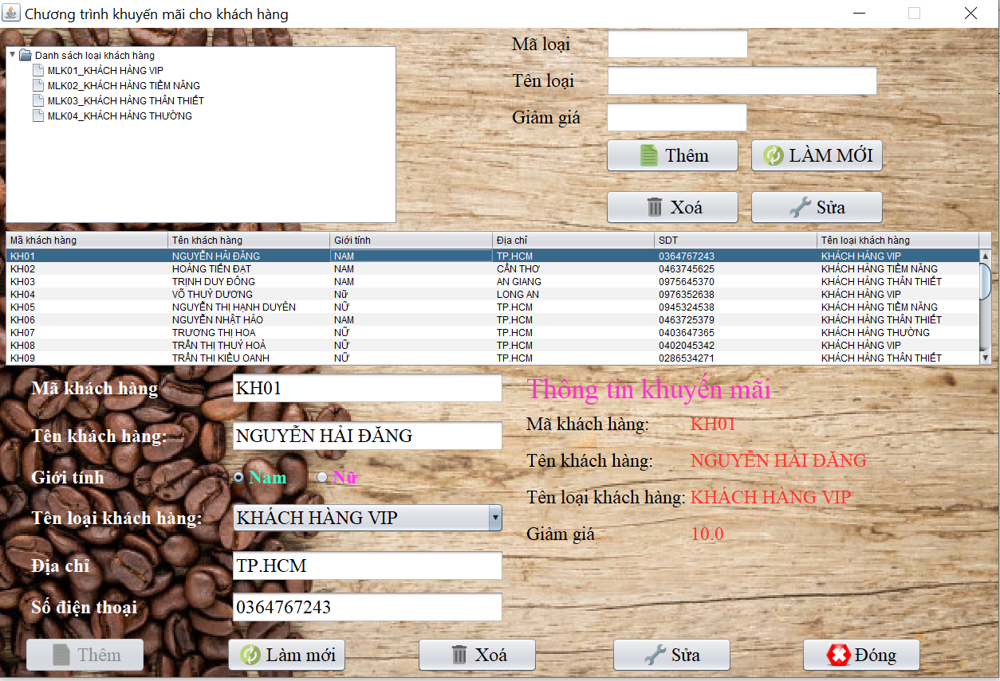 Chương trình khuyến mãi cho khách hàng
Danh sách loại khách hàng
MLK01_KHÁCH HÀNG VIP
MLK02_KHÁCH HÀNG TIỀM NĂNG
MLK03_KHÁCH HÀNG THÂN THIẾT
MLK04_KHÁCH HÀNG THƯỜNG
Mã loại
Tên loại
Giảm giá
Thêm LÀM MỚI
Xoá Sửa
Mã khách hàng Tên khách hàng Giới tính Địa chỉ SDT Tên loại khách hàng
KH01 NGUYỄN HẢI ĐĂNG NAM TP.HCM 0364767243 KHÁCH HÀNG VIP
KH02 HOÀNG TIẾN ĐẠT NAM CẦN THƠ 0463745625 KHÁCH HÀNG TIỀM NĂNG
KH03 TRỊNH DUY ĐÔNG NAM AN GIANG 0975645370 KHÁCH HÀNG THÂN THIẾT
KH04 VÕ THUỲ DƯƠNG Nữ LONG AN 0976352638 KHÁCH HÀNG VIP
KH05 NGUYỄN THỊ HẠNH DUYÊN NỮ TP.HCM 0945324538 KHÁCH HÀNG TIỀM NĂNG
KH06 NGUYỄN NHẬT HÀO NAM TP.HCM 0463725379 KHÁCH HÀNG THÂN THIẾT
KH07 TRƯƠNG THỊ HOA NỮ TP.HCM 0403647365 KHÁCH HÀNG THƯỜNG
KH08 TRẦN THỊ THUÝ HOÀ NỮ TP.HCM 0402045342 KHÁCH HÀNG VIP
KH09 TRẦN THỊ KIỀU OANH NỮ TP.HCM 0286534271 KHÁCH HÀNG THÂN THIẾT
Mã khách hàng KH01
Tên khách hàng: NGUYỄN HẢI ĐĂNG
Giới tính Nam Nữ
Tên loại khách hàng: KHÁCH HÀNG VIP
Địa chỉ TP.HCM
Số điện thoại 0364767243
Thông tin khuyến mãi
Mã khách hàng: KH01
Tên khách hàng: NGUYỄN HẢI ĐĂNG
Tên loại khách hàng: KHÁCH HÀNG VIP
Giảm giá 10.0
Thêm Làm mới Xoá Sửa Đóng